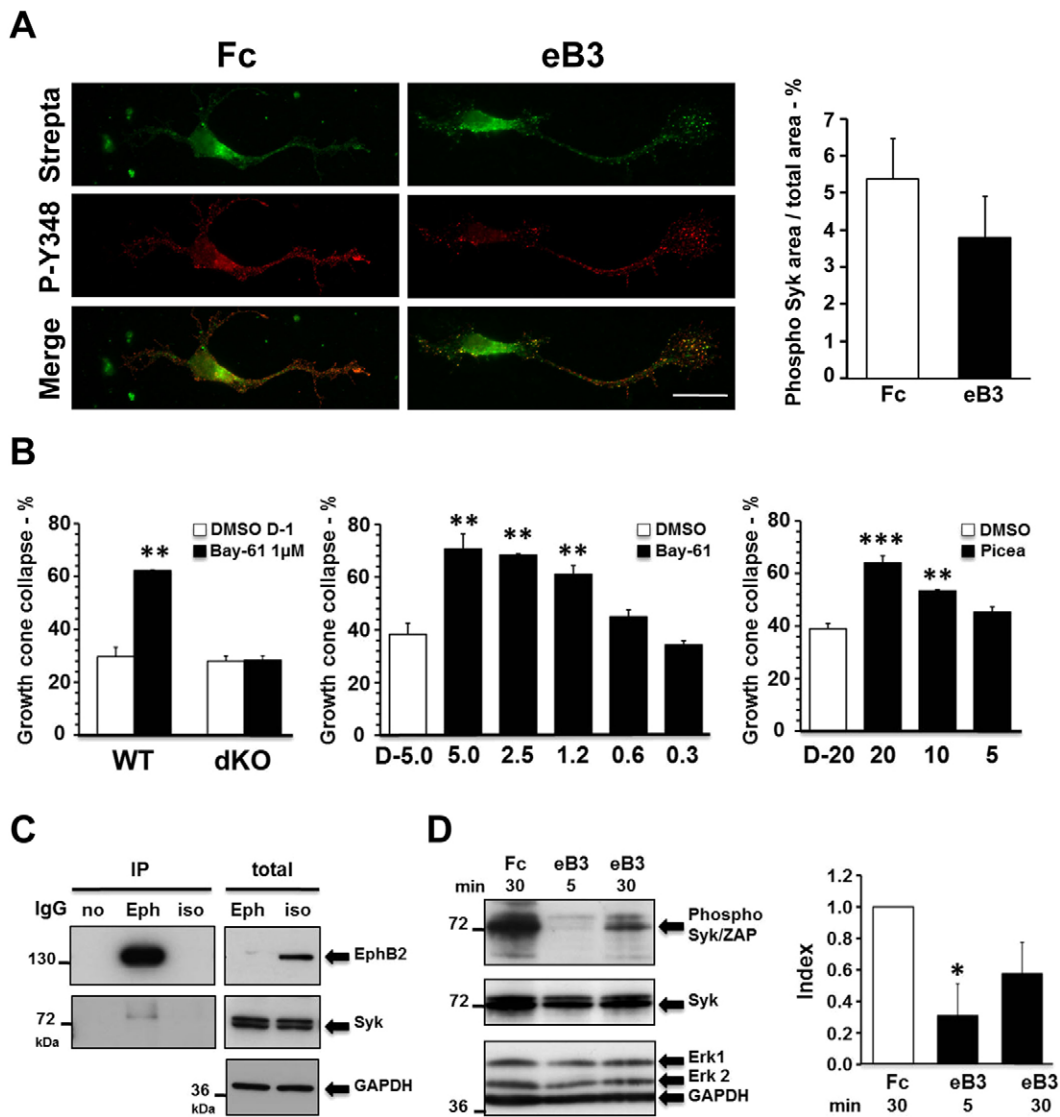 A
Fc
eB3
Strepta
P-Y348
Merge
Phospho Syk area / total area - %
7
6
5
4
3
2
1
0
Fc
eB3
B
Growth cone collapse - %
80
60
40
20
0
DMSO D-1
Bay-61 1µM
**
WT
dKO
Growth cone collapse - %
80
60
40
20
0
DMSO
Bay-61
**
**
**
D-5.0
5.0
2.5
1.2
0.6
0.3
Growth cone collapse - %
80
60
40
20
0
DMSO
Picea
***
**
D-20
20
10
5
C
IP
total
IgG
no
Eph
iso
Eph
iso
130
EphB2
72
kDa
Syk
36
kDa
GAPDH
D
Fc
eB3
eB3
min
30
5
30
72
Phospho
Syk/ZAP
72
Syk
Erk1
Erk 2
GAPDH
36
Index
1.2
1.0
0.8
0.6
0.4
0.2
0.0
*
Fc
eB3
eB3
min
30
5
30